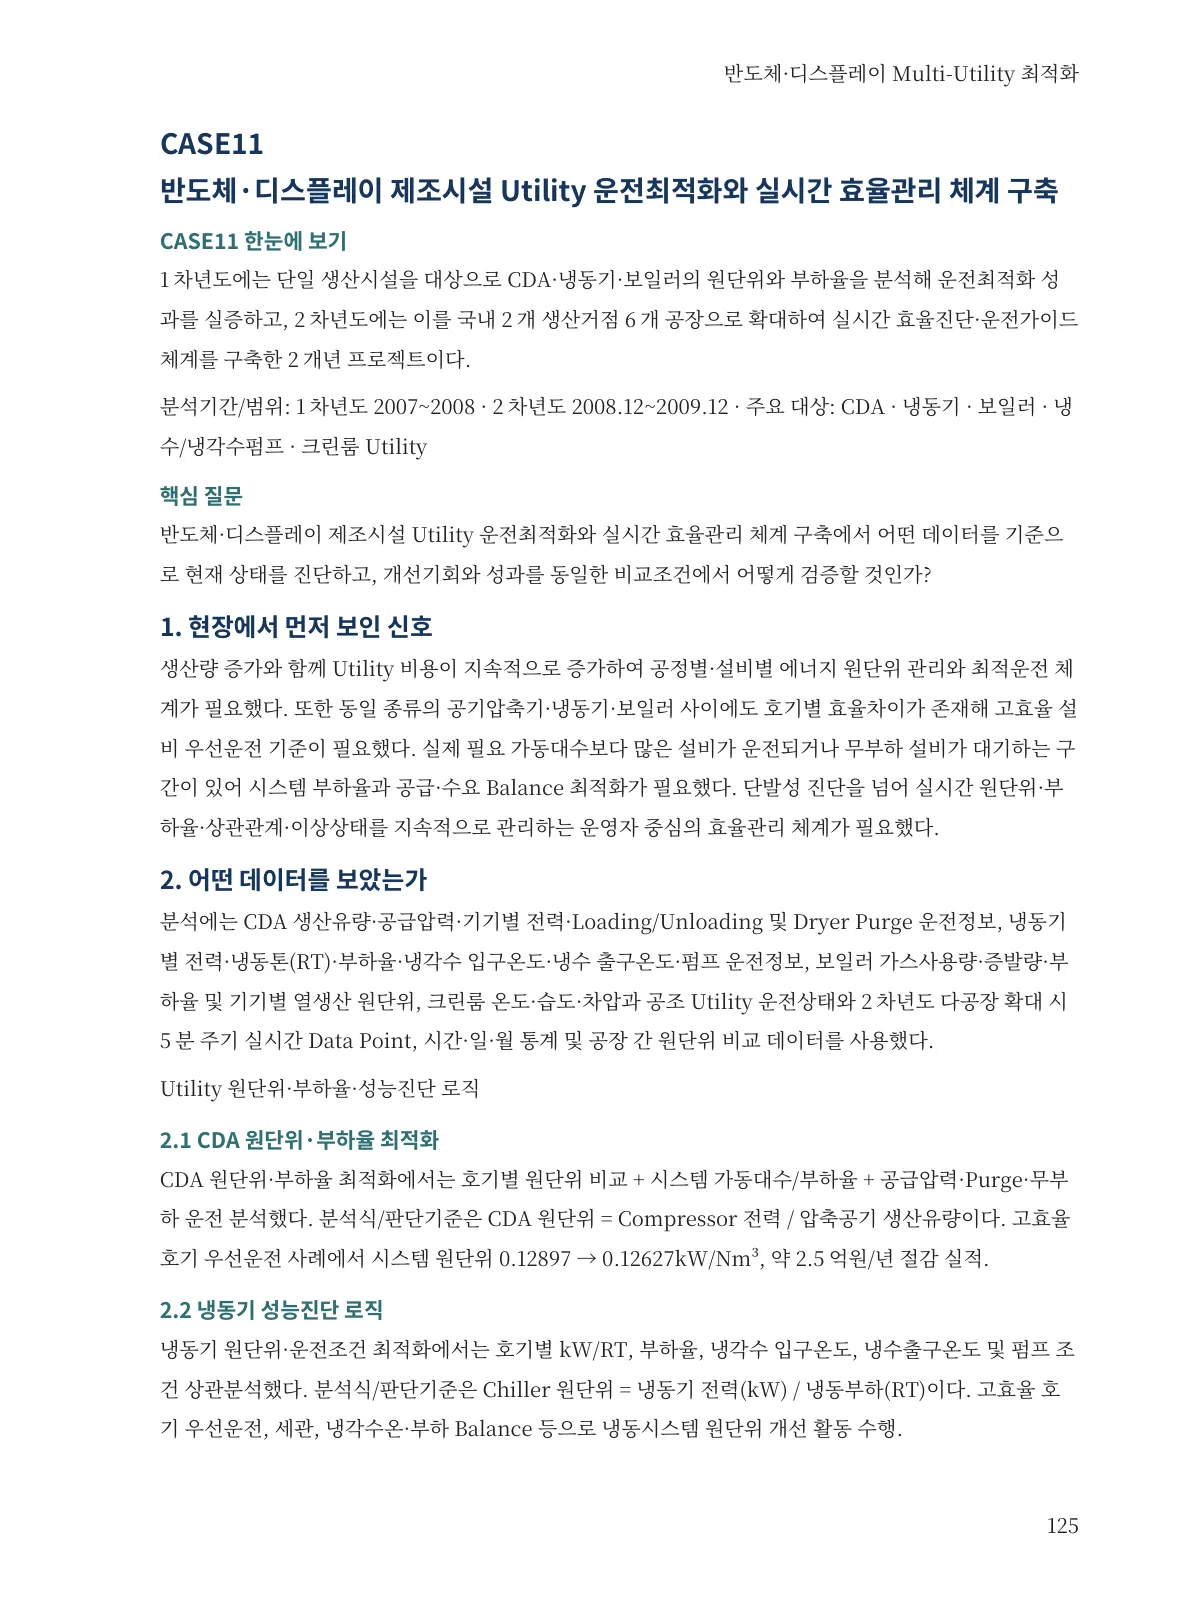 반도체·디스플레이 Multi-Utility 최적화
CASE11
반도체·디스플레이 제조시설 Utility 운전최적화와 실시간 효율관리 체계 구축
CASE11 한눈에 보기
1차년도에는 단일 생산시설을 대상으로 CDA·냉동기·보일러의 원단위와 부하율을 분석해 운전최적화 성
과를 실증하고, 2차년도에는 이를 국내 2개 생산거점 6개 공장으로 확대하여 실시간 효율진단·운전가이드
체계를 구축한 2개년 프로젝트이다.
분석기간/범위: 1차년도 2007~2008 · 2차년도 2008.12~2009.12 · 주요 대상: CDA · 냉동기 · 보일러 · 냉
수/냉각수펌프 · 크린룸 Utility
핵심 질문
반도체·디스플레이 제조시설 Utility 운전최적화와 실시간 효율관리 체계 구축에서 어떤 데이터를 기준으
로 현재 상태를 진단하고, 개선기회와 성과를 동일한 비교조건에서 어떻게 검증할 것인가?
1. 현장에서 먼저 보인 신호
생산량 증가와 함께 Utility 비용이 지속적으로 증가하여 공정별·설비별 에너지 원단위 관리와 최적운전 체
계가 필요했다. 또한 동일 종류의 공기압축기·냉동기·보일러 사이에도 호기별 효율차이가 존재해 고효율 설
비 우선운전 기준이 필요했다. 실제 필요 가동대수보다 많은 설비가 운전되거나 무부하 설비가 대기하는 구
간이 있어 시스템 부하율과 공급·수요 Balance 최적화가 필요했다. 단발성 진단을 넘어 실시간 원단위·부
하율·상관관계·이상상태를 지속적으로 관리하는 운영자 중심의 효율관리 체계가 필요했다.
2. 어떤 데이터를 보았는가
분석에는 CDA 생산유량·공급압력·기기별 전력·Loading/Unloading 및 Dryer Purge 운전정보, 냉동기
별 전력·냉동톤(RT)·부하율·냉각수 입구온도·냉수 출구온도·펌프 운전정보, 보일러 가스사용량·증발량·부
하율 및 기기별 열생산 원단위, 크린룸 온도·습도·차압과 공조 Utility 운전상태와 2차년도 다공장 확대 시
5분 주기 실시간 Data Point, 시간·일·월 통계 및 공장 간 원단위 비교 데이터를 사용했다.
Utility 원단위·부하율·성능진단 로직
2.1 CDA 원단위·부하율 최적화
CDA 원단위·부하율 최적화에서는 호기별 원단위 비교 + 시스템 가동대수/부하율 + 공급압력·Purge·무부
하 운전 분석했다. 분석식/판단기준은 CDA 원단위 = Compressor 전력 / 압축공기 생산유량이다. 고효율
호기 우선운전 사례에서 시스템 원단위 0.12897 → 0.12627kW/Nm³, 약 2.5억원/년 절감 실적.
2.2 냉동기 성능진단 로직
냉동기 원단위·운전조건 최적화에서는 호기별 kW/RT, 부하율, 냉각수 입구온도, 냉수출구온도 및 펌프 조
건 상관분석했다. 분석식/판단기준은 Chiller 원단위 = 냉동기 전력(kW) / 냉동부하(RT)이다. 고효율 호
기 우선운전, 세관, 냉각수온·부하 Balance 등으로 냉동시스템 원단위 개선 활동 수행.
125